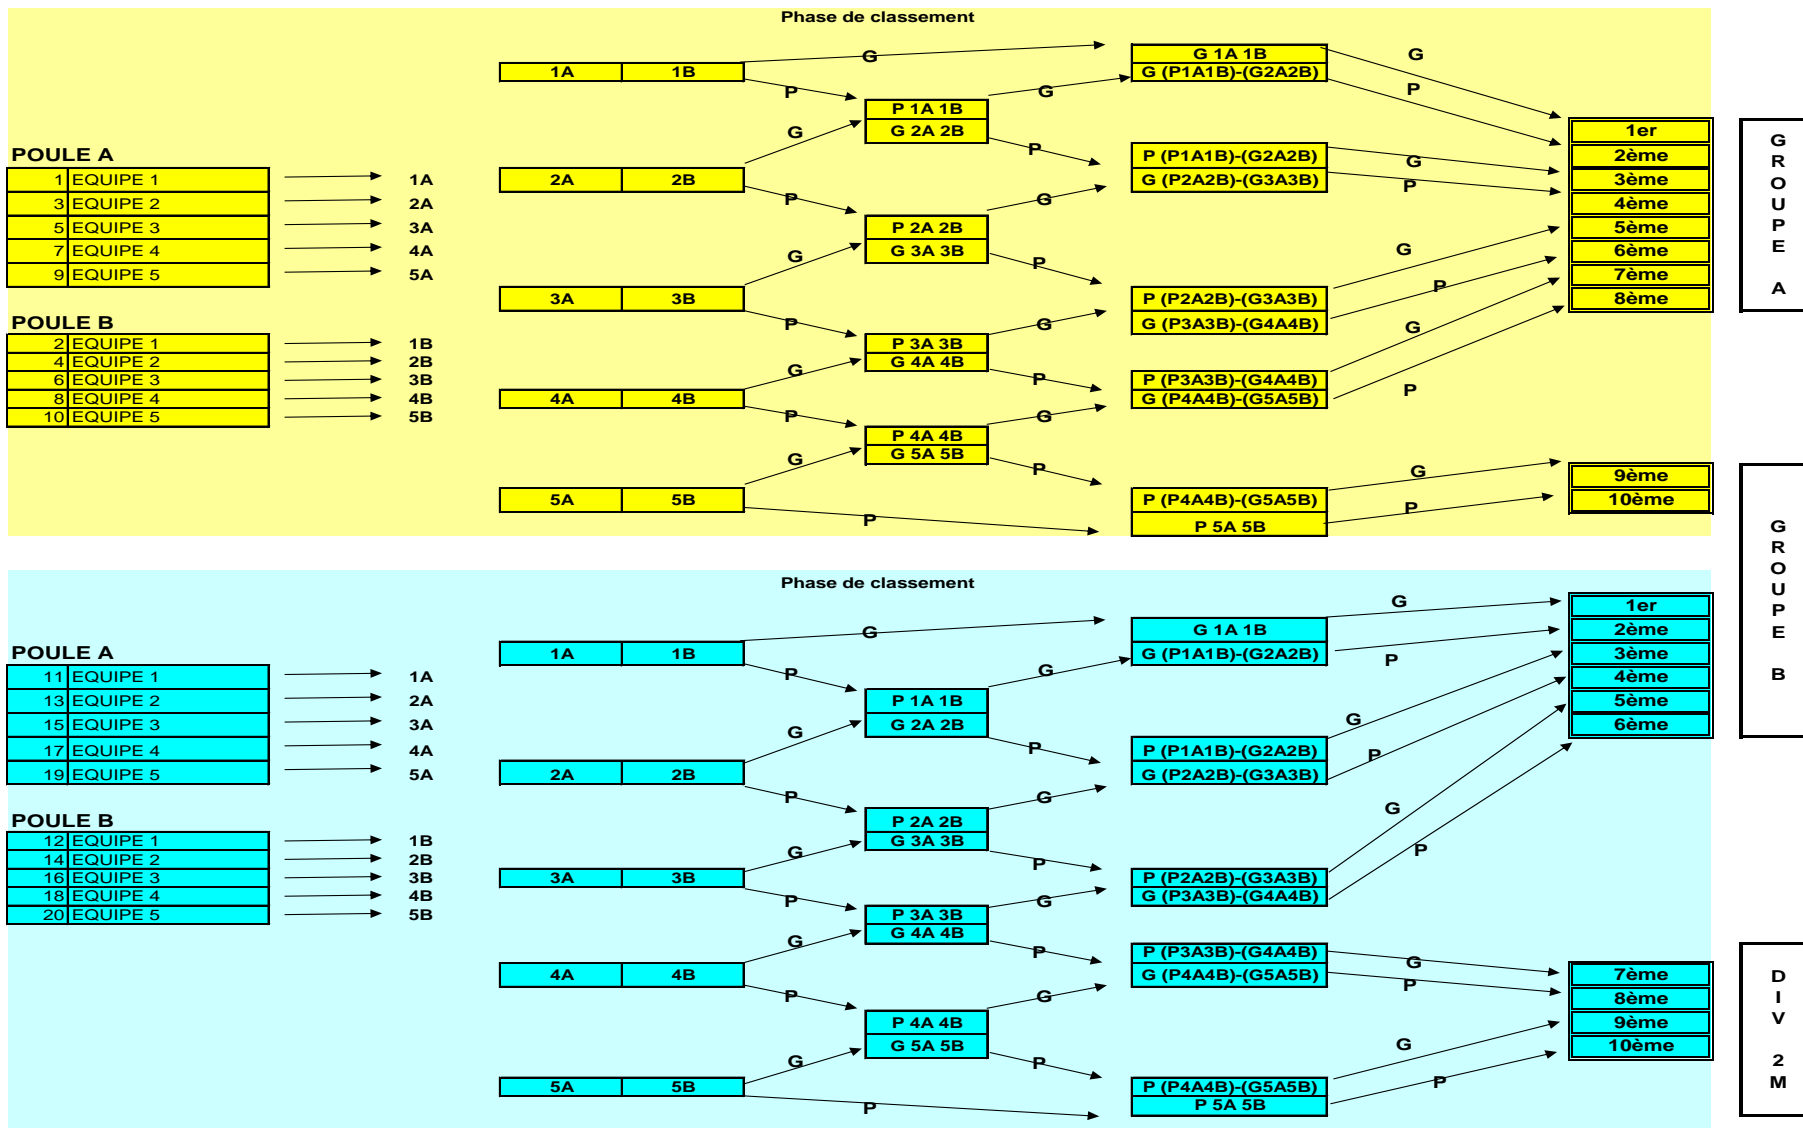 Phase de classement
G
G 1A 1B
G (P1A1B)-(G2A2B)
G
P
1A 1B
P
G
P 1A 1B
G 2A 2B
G
P
1er
2ème
3ème
4ème
5ème
6ème
7ème
8ème
GROUPE A
POULE A
1 EQUIPE 1 1A
3 EQUIPE 2 2A
5 EQUIPE 3 3A
7 EQUIPE 4 4A
9 EQUIPE 5 5A
2A 2B
P (P1A1B)-(G2A2B)
G (P2A2B)-(G3A3B)
G
P
P
G
P 2A 2B
G 3A 3B
G
P
3A 3B
P (P2A2B)-(G3A3B)
G (P3A3B)-(G4A4B)
G
P
POULE B
2 EQUIPE 1 1B
4 EQUIPE 2 2B
6 EQUIPE 3 3B
8 EQUIPE 4 4B
10 EQUIPE 5 5B
P
G
P 3A 3B
G 4A 4B
G
P
4A 4B
P (P3A3B)-(G4A4B)
G (P4A4B)-(G5A5B)
G
P
P
G
P 4A 4B
G 5A 5B
G
P
5A 5B
P
P (P4A4B)-(G5A5B)
P 5A 5B
G
P
9ème
10ème
GROUPE B
Phase de classement
G
G 1A 1B
G (P1A1B)-(G2A2B)
G
P
1er
2ème
3ème
4ème
5ème
6ème
1A 1B
P
G
P 1A 1B
G 2A 2B
G
P
POULE A
11 EQUIPE 1 1A
13 EQUIPE 2 2A
15 EQUIPE 3 3A
17 EQUIPE 4 4A
19 EQUIPE 5 5A
2A 2B
P (P1A1B)-(G2A2B)
G (P2A2B)-(G3A3B)
G
P
P
G
P 2A 2B
G 3A 3B
G
P
POULE B
12 EQUIPE 1 1B
14 EQUIPE 2 2B
16 EQUIPE 3 3B
18 EQUIPE 4 4B
20 EQUIPE 5 5B
3A 3B
P (P2A2B)-(G3A3B)
G (P3A3B)-(G4A4B)
G
P
P
G
P 3A 3B
G 4A 4B
G
P
4A 4B
P (P3A3B)-(G4A4B)
G (P4A4B)-(G5A5B)
G
P
7ème
8ème
9ème
10ème
DIV 2M
P
G
P 4A 4B
G 5A 5B
G
P
5A 5B
P
P (P4A4B)-(G5A5B)
P 5A 5B
G
P